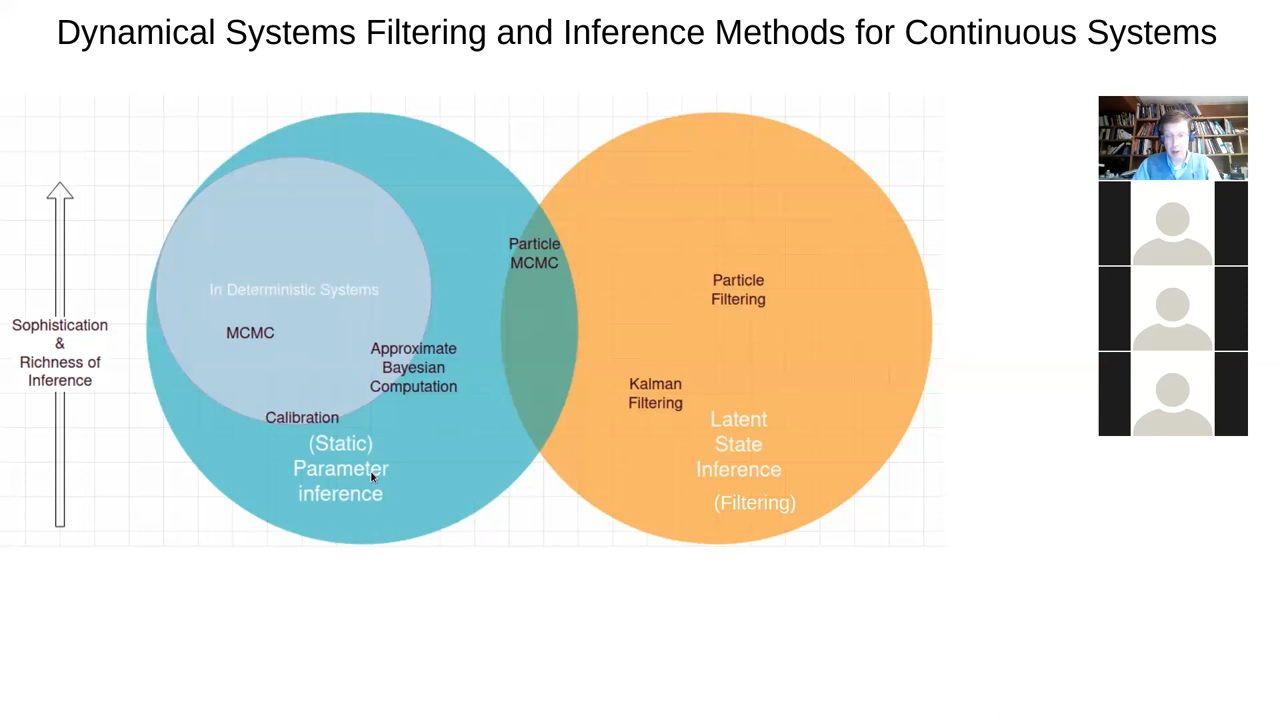 Dynamical Systems Filtering and Inference Methods for Continuous Systems
Sophistication
&
Richness of
Inference
In Deterministic Systems
MCMC
Approximate
Bayesian
Computation
Calibration
(Static)
Parameter
inference
Particle
MCMC
Particle
Filtering
Kalman
Filtering
Latent
State
Inference
(Filtering)